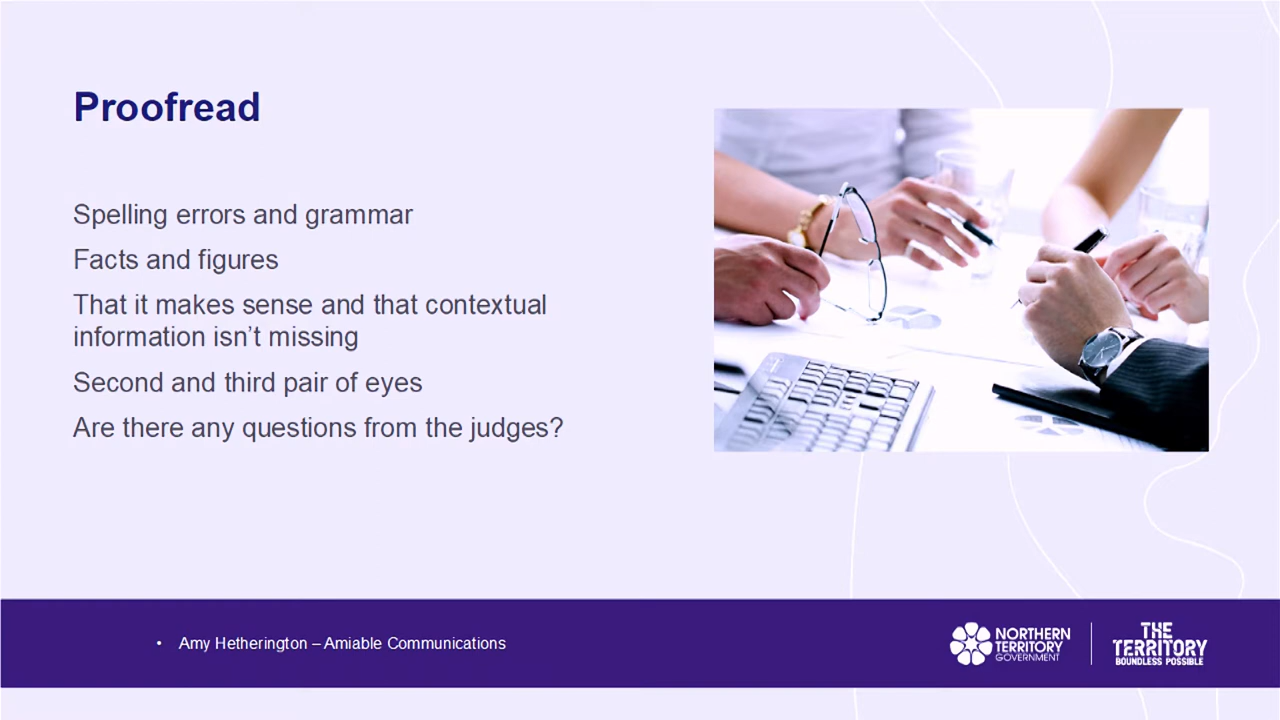 Proofread
Spelling errors and grammar
Facts and figures
That it makes sense and that contextual
information isn’t missing
Second and third pair of eyes
Are there any questions from the judges?
• Amy Hetherington – Amiable Communications
NORTHERN
TERRITORY
GOVERNMENT
THE
TERRITORY
BOUNDLESS POSSIBLE